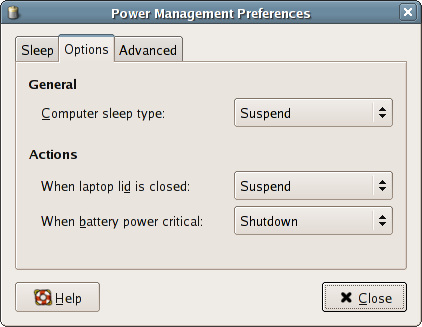 Power Management Preferences
Sleep Options Advanced
General
Computer sleep type: Suspend
Actions
When laptop lid is closed: Suspend
When battery power critical: Shutdown
Help Close